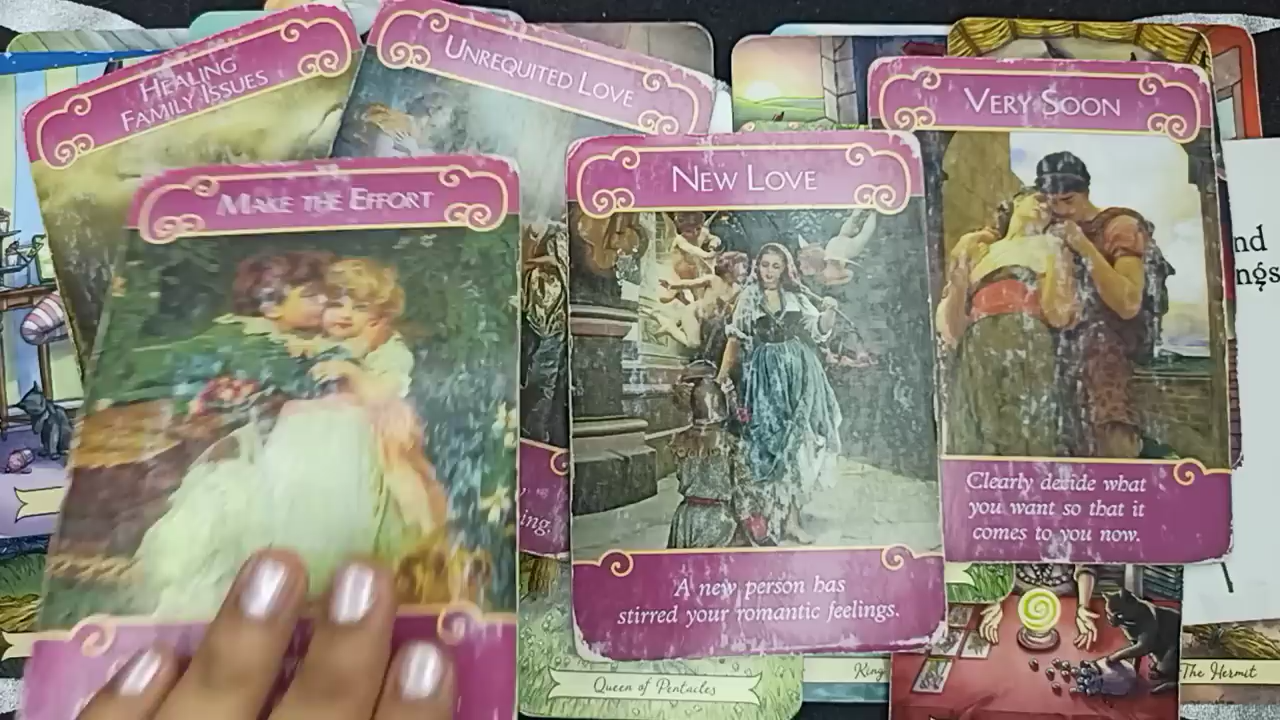 HEALING
FAMILY ISSUES
UNREQUITED LOVE
VERY SOON
MAKE THE EFFORT
NEW LOVE
nd
ngs
Clearly decide what
you want so that it
comes to you now.
ing.
A new person has
stirred your romantic feelings.
Queen of Pentacles
King
The Hermit